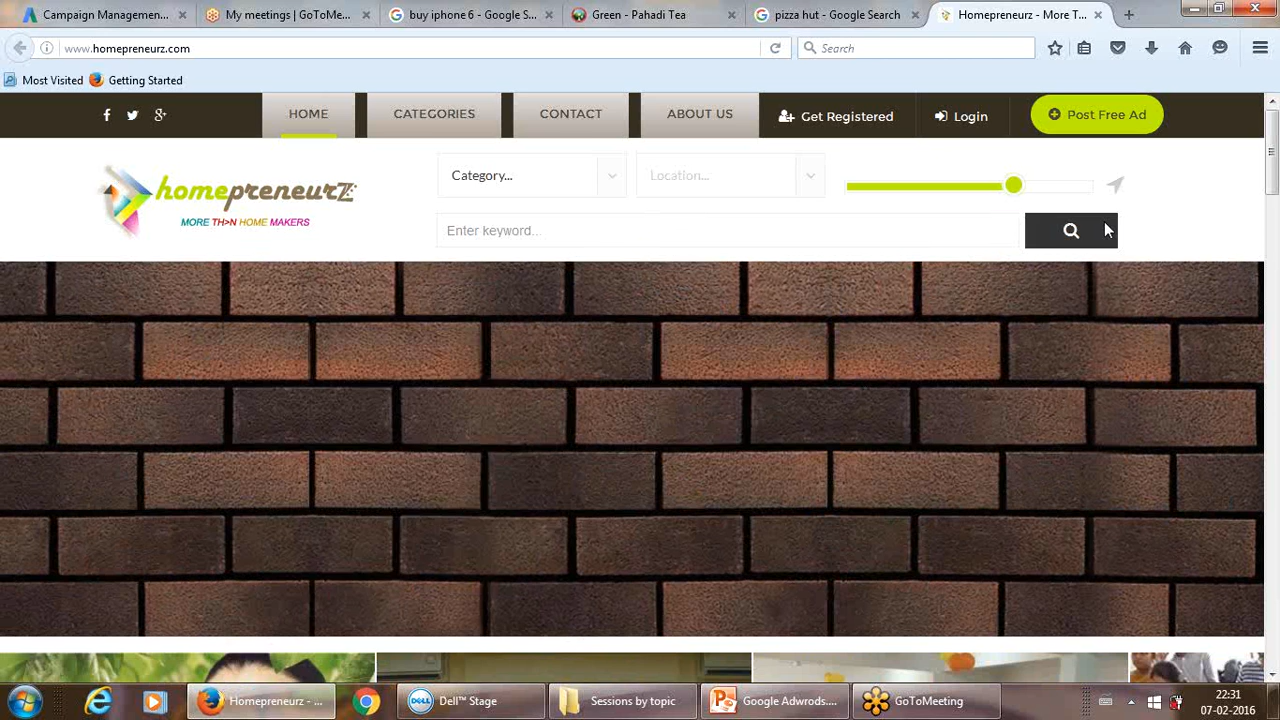 Campaign Managemen...
My meetings | GoToMe...
buy iphone 6 - Google S...
Green - Pahadi Tea
pizza hut - Google Search
Homepreneurz - More T...
www.homepreneurz.com
Search
Most Visited
Getting Started
HOME
CATEGORIES
CONTACT
ABOUT US
Get Registered
Login
Post Free Ad
homepreneurz
MORE TH>N HOME MAKERS
Category...
Location...
Enter keyword...
Homepreneurz - ...
Dell™ Stage
Sessions by topic
Google Adwrods....
GoToMeeting
22:31
07-02-2016